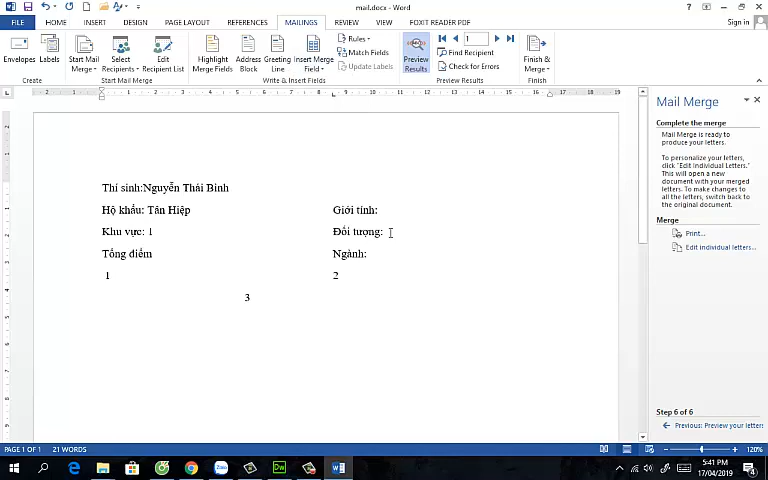 mail.docx - Word
FILE HOME INSERT DESIGN PAGE LAYOUT REFERENCES MAILINGS REVIEW VIEW FOXIT READER PDF
Sign in
Envelopes Labels
Create
Start Mail Merge Select Recipients Edit Recipient List
Start Mail Merge
Highlight Merge Fields Address Block Greeting Line Insert Merge Field
Rules
Match Fields
Update Labels
Write & Insert Fields
Preview Results
1
Find Recipient
Check for Errors
Preview Results
Finish & Merge
Finish
Thí sinh:Nguyễn Thái Bình
Hộ khẩu: Tân Hiệp Giới tính:
Khu vực: 1 Đối tượng:
Tổng điểm Ngành:
1 2
3
Mail Merge
Complete the merge
Mail Merge is ready to
produce your letters.
To personalize your letters,
click "Edit Individual Letters."
This will open a new
document with your merged
letters. To make changes to
all letters, switch back to
the original document.
Merge
Print...
Edit individual letters...
Step 6 of 6
Previous: Preview your letters
PAGE 1 OF 1 21 WORDS
120%
5:41 PM
17/04/2019